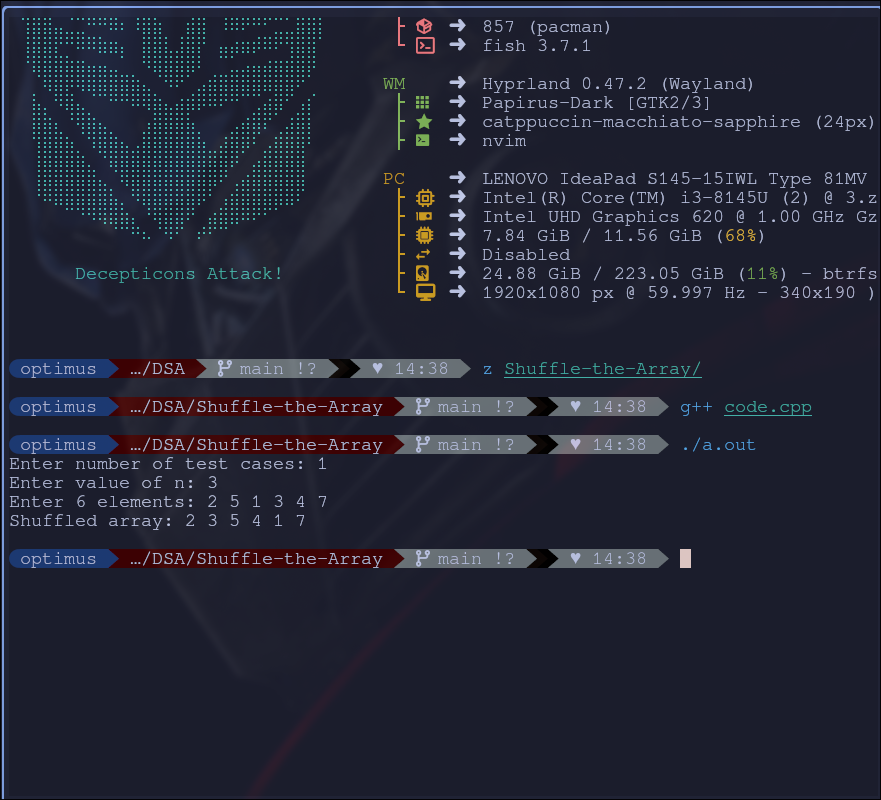 857 (pacman)
fish 3.7.1
WM ➜ Hyprland 0.47.2 (Wayland)
➜ Papirus-Dark [GTK2/3]
➜ catppuccin-macchiato-sapphire (24px)
➜ nvim
PC ➜ LENOVO IdeaPad S145-15IWL Type 81MV
➜ Intel(R) Core(TM) i3-8145U (2) @ 3.z
➜ Intel UHD Graphics 620 @ 1.00 GHz Gz
➜ 7.84 GiB / 11.56 GiB (68%)
➜ Disabled
➜ 24.88 GiB / 223.05 GiB (11%) - btrfs
➜ 1920x1080 px @ 59.997 Hz - 340x190 )
Decepticons Attack!
optimus …/DSA main !? ♥ 14:38 z Shuffle-the-Array/
optimus …/DSA/Shuffle-the-Array main !? ♥ 14:38 g++ code.cpp
optimus …/DSA/Shuffle-the-Array main !? ♥ 14:38 ./a.out
Enter number of test cases: 1
Enter value of n: 3
Enter 6 elements: 2 5 1 3 4 7
Shuffled array: 2 3 5 4 1 7
optimus …/DSA/Shuffle-the-Array main !? ♥ 14:38